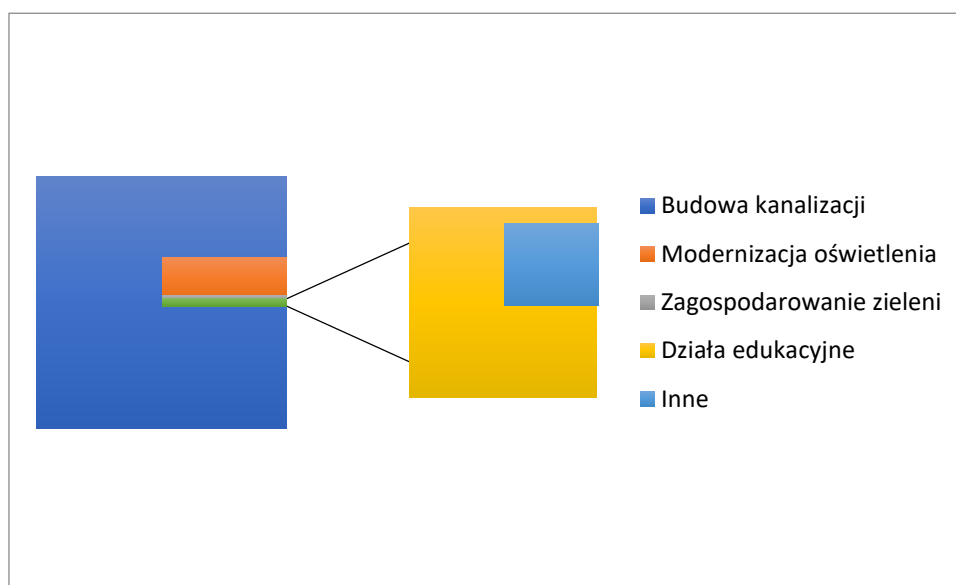 Budowa kanalizacji
Modernizacja oświetlenia
Zagospodarowanie zieleni
Działa edukacyjne
Inne